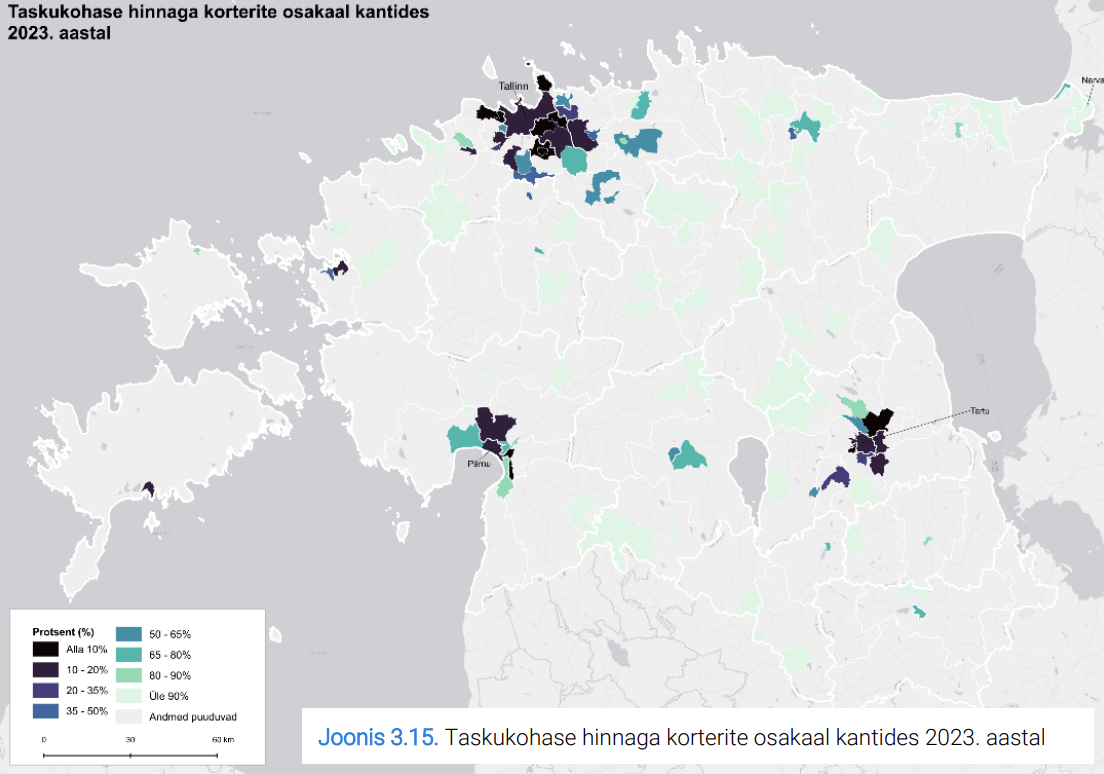 Taskukohase hinnaga korterite osakaal kantides
2023. aastal
Tallinn
Narva
Tartu
Pärnu
Protsent (%)
Alla 10%
10 - 20%
20 - 35%
35 - 50%
50 - 65%
65 - 80%
80 - 90%
Üle 90%
Andmed puuduvad
0 30 60 km
Joonis 3.15. Taskukohase hinnaga korterite osakaal kantides 2023. aastal